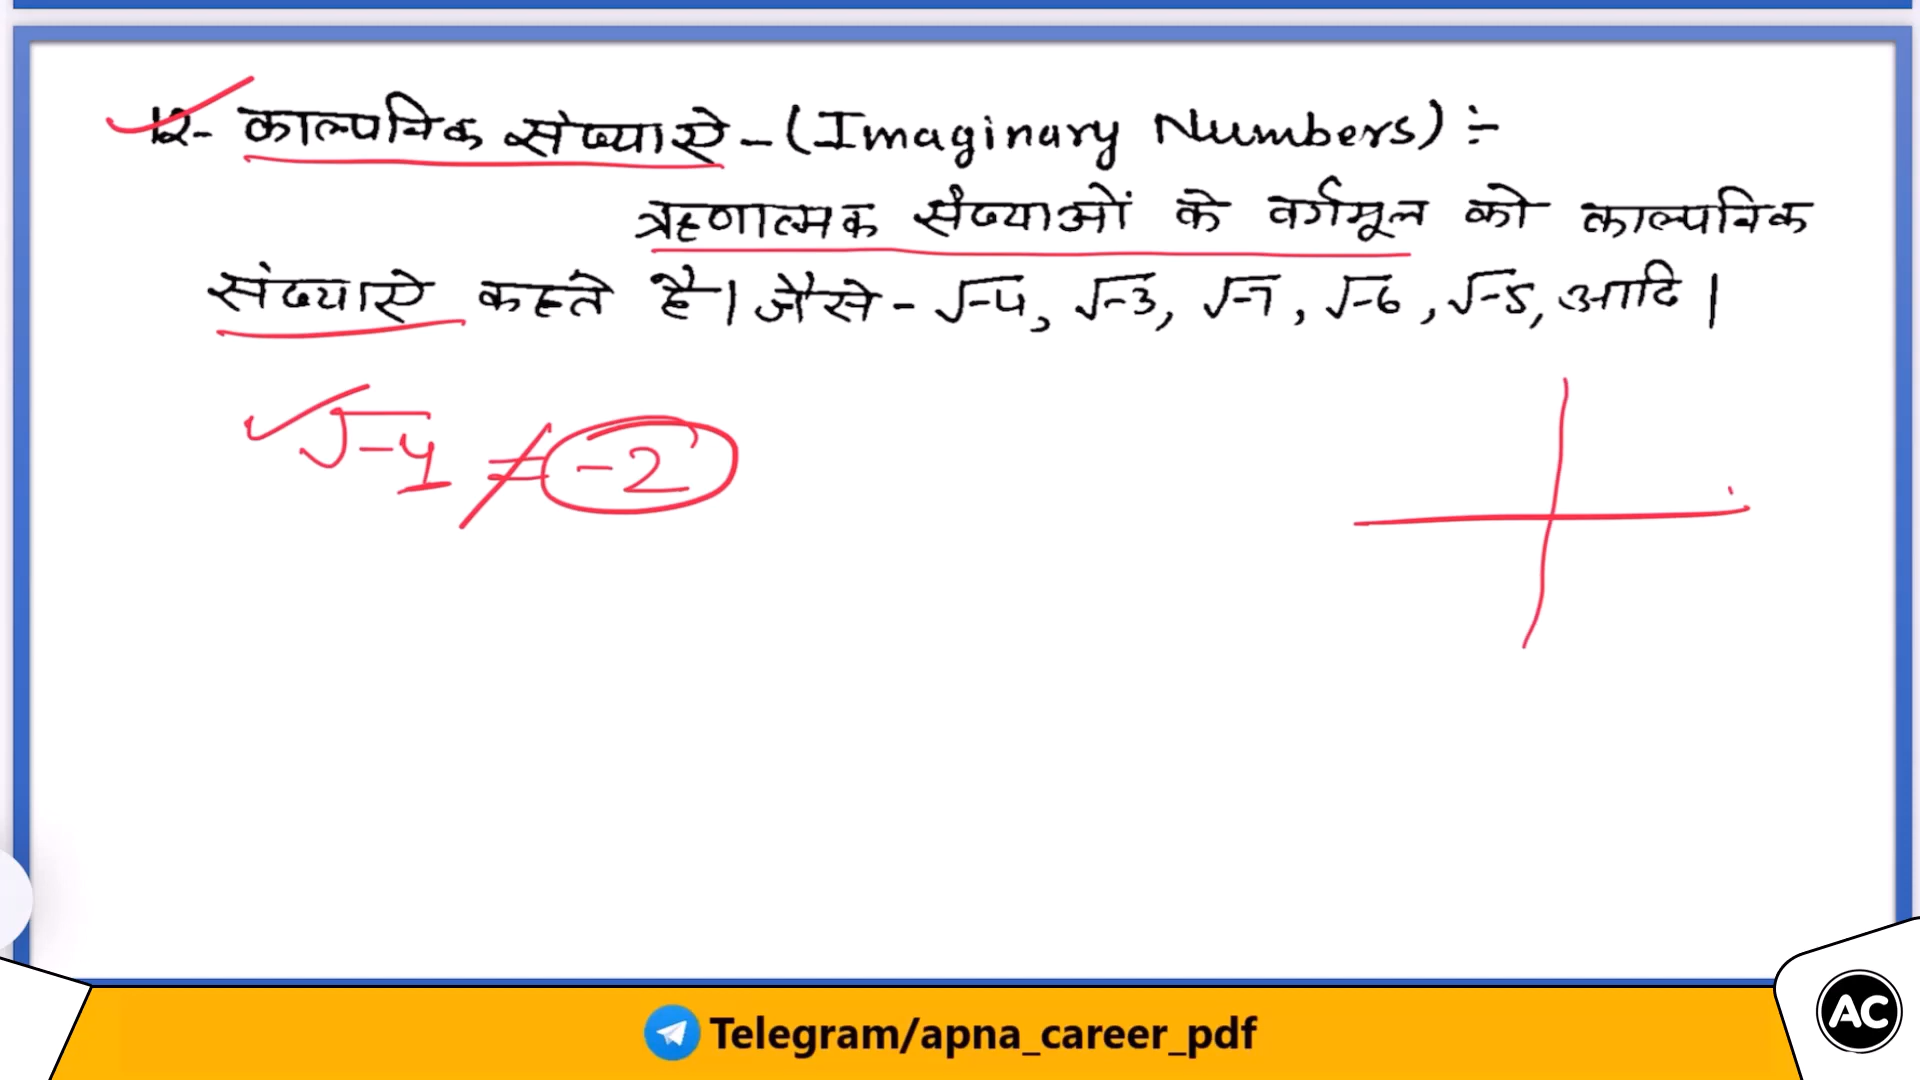 12- काल्पनिक संख्याऐ - (Imaginary Numbers) ÷
ऋणात्मक संख्याओं के वर्गमूल को काल्पनिक
संख्याऐ कहते है। जैसे - √-4, √-3, √-7, √-6, √-5, आदि।
√-4 ≠ -2
Telegram/apna_career_pdf
AC